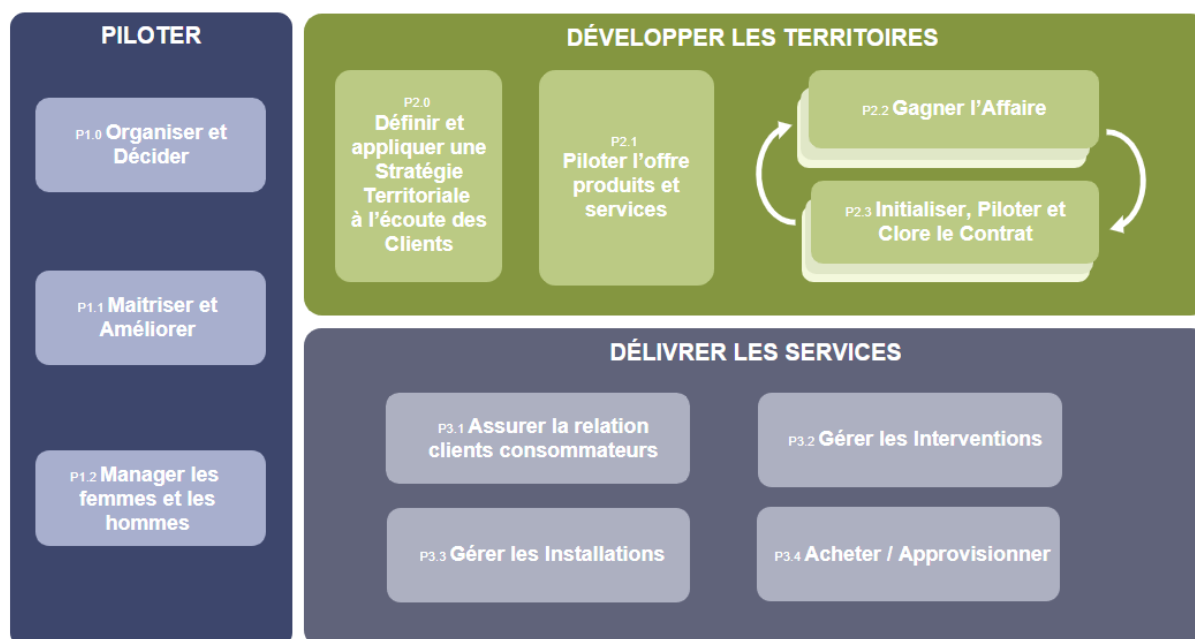 PILOTER
P1.0 Organiser et
Décider
P1.1 Maitriser et
Améliorer
P1.2 Manager les
femmes et les
hommes
DÉVELOPPER LES TERRITOIRES
P2.0
Définir et
appliquer une
Stratégie
Territoriale
à l'écoute des
Clients
P2.1
Piloter l'offre
produits et
services
P2.2 Gagner l'Affaire
P2.3 Initialiser, Piloter et
Clore le Contrat
DÉLIVRER LES SERVICES
P3.1 Assurer la relation
clients consommateurs
P3.2 Gérer les Interventions
P3.3 Gérer les Installations
P3.4 Acheter / Approvisionner